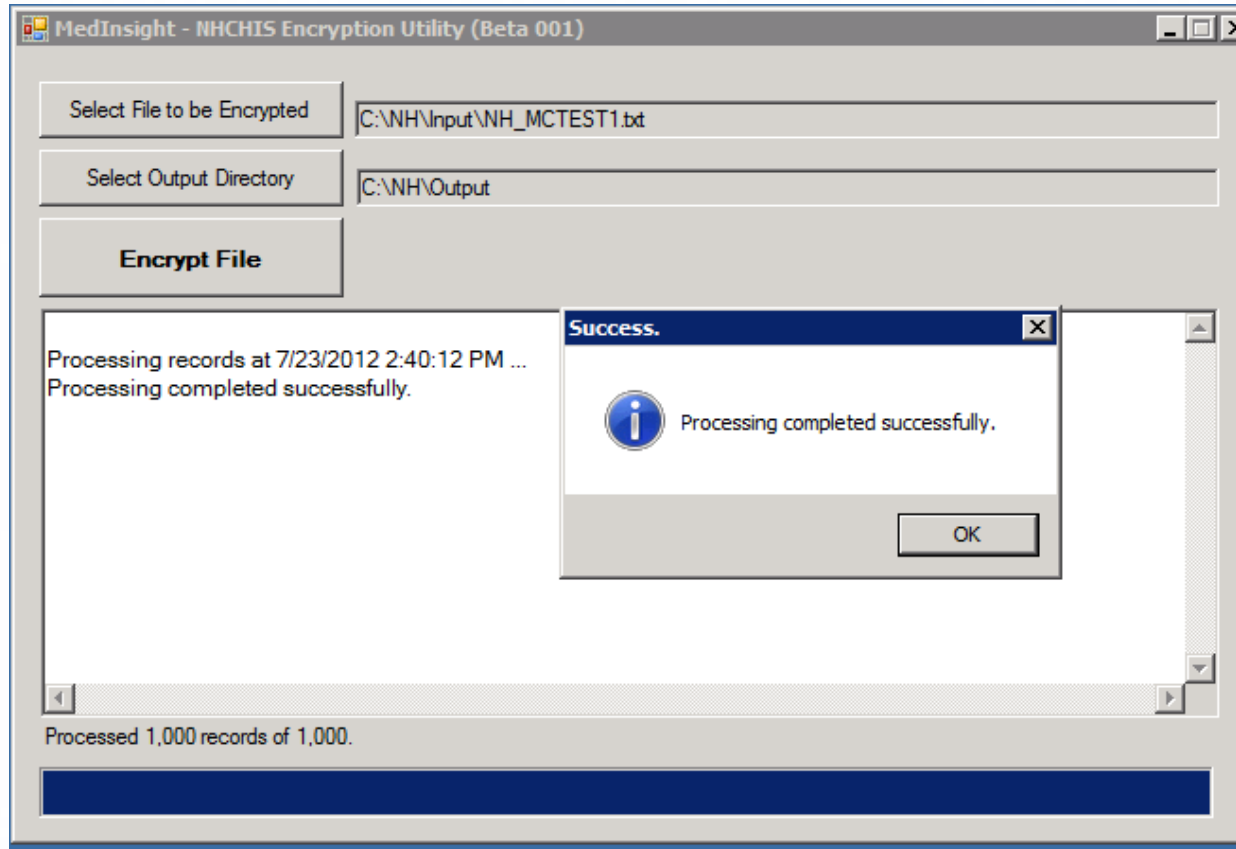 MedInsight - NHCHIS Encryption Utility (Beta 001)
Select File to be Encrypted
C:\NH\Input\NH_MCTEST1.txt
Select Output Directory
C:\NH\Output
Encrypt File
Processing records at 7/23/2012 2:40:12 PM ...
Processing completed successfully.
Success.
Processing completed successfully.
OK
Processed 1,000 records of 1,000.